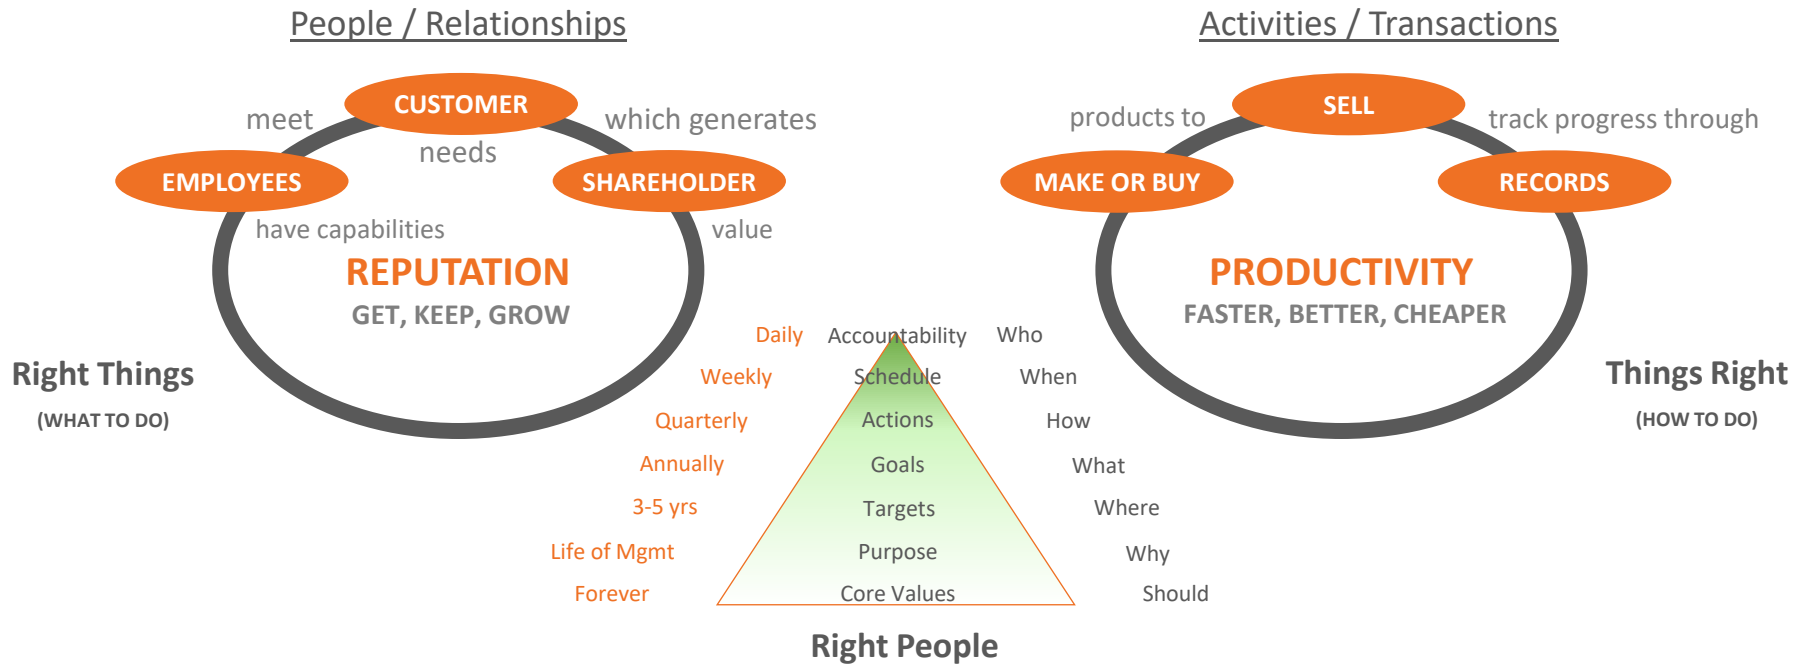 People / Relationships
CUSTOMER
meet
which generates
needs
EMPLOYEES
SHAREHOLDER
have capabilities
value
REPUTATION
GET, KEEP, GROW
Right Things
(WHAT TO DO)
Activities / Transactions
SELL
products to
track progress through
MAKE OR BUY
RECORDS
PRODUCTIVITY
FASTER, BETTER, CHEAPER
Things Right
(HOW TO DO)
Daily Accountability Who
Weekly Schedule When
Quarterly Actions How
Annually Goals What
3-5 yrs Targets Where
Life of Mgmt Purpose Why
Forever Core Values Should
Right People